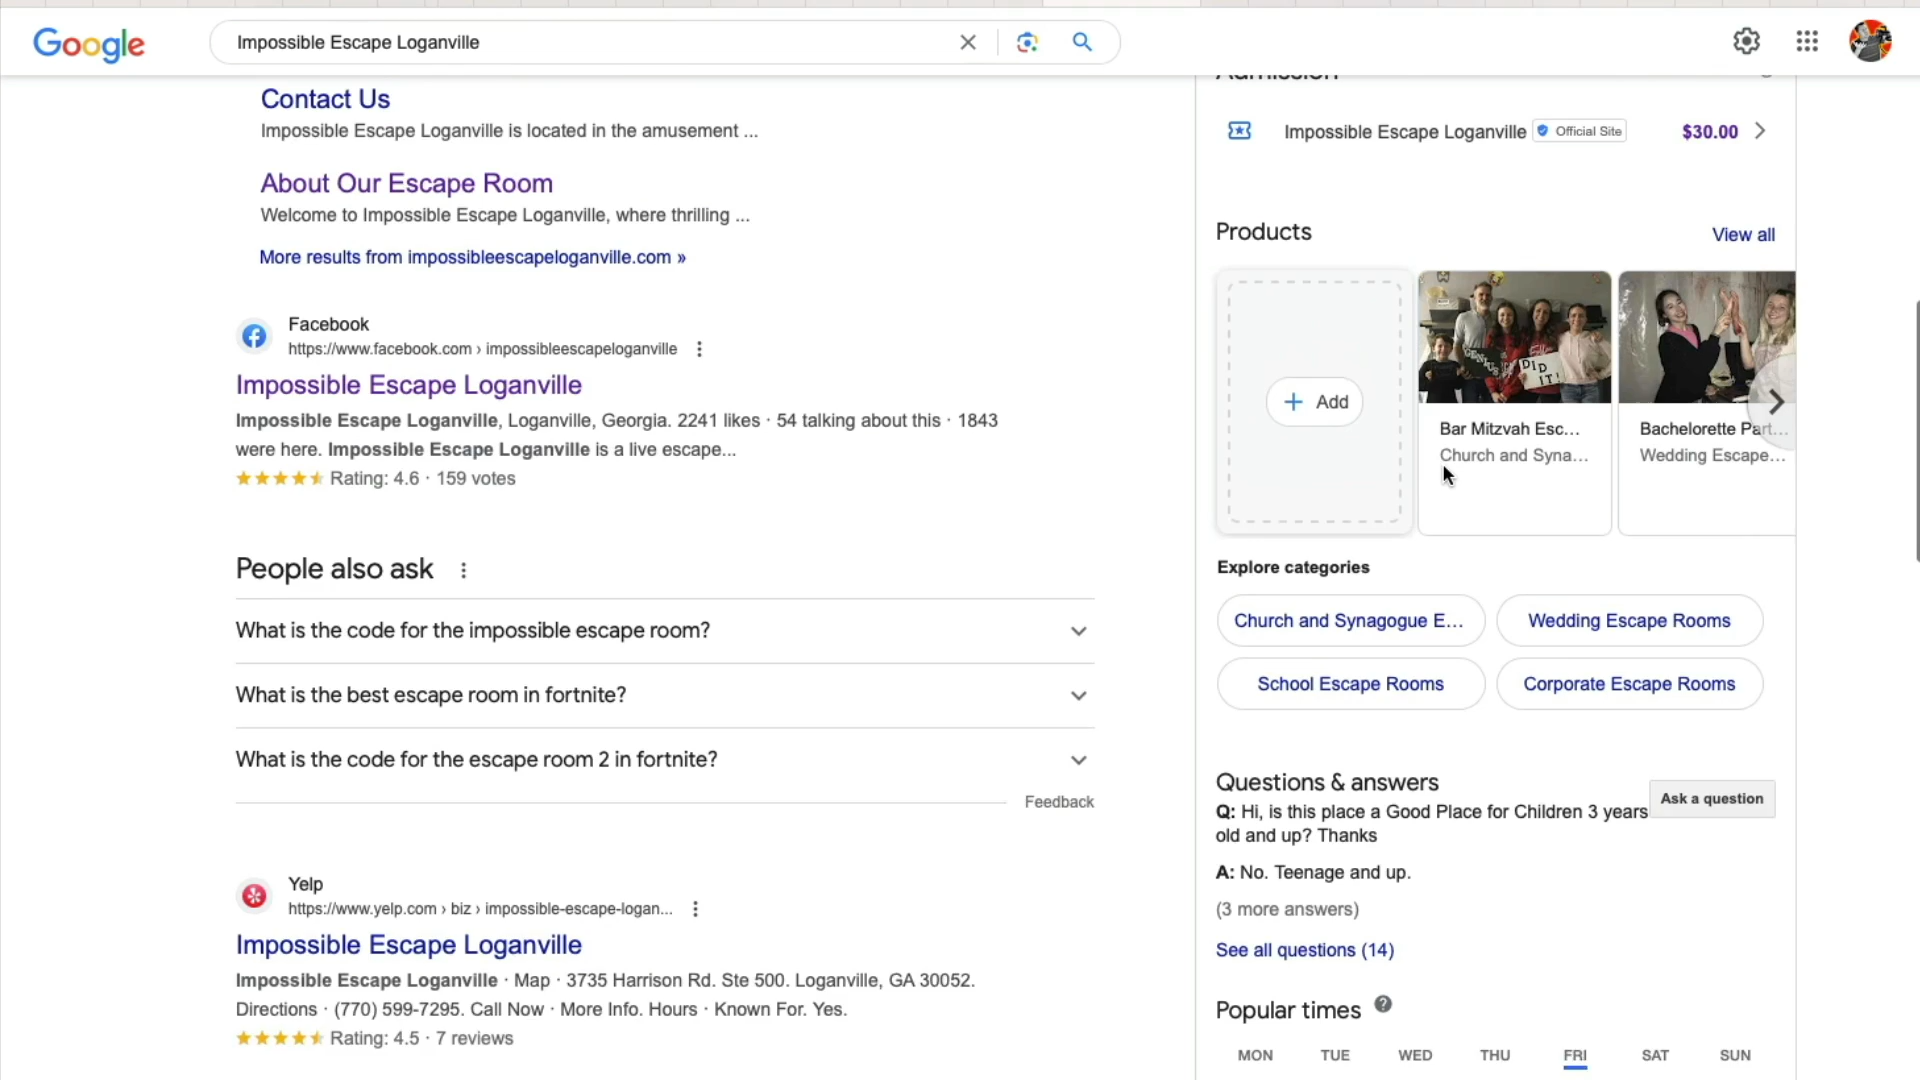 Google
Impossible Escape Loganville
Contact Us
Impossible Escape Loganville is located in the amusement ...
About Our Escape Room
Welcome to Impossible Escape Loganville, where thrilling ...
More results from impossibleescapeloganville.com »
Facebook
https://www.facebook.com › impossibleescapeloganville
Impossible Escape Loganville
Impossible Escape Loganville, Loganville, Georgia. 2241 likes · 54 talking about this · 1843
were here. Impossible Escape Loganville is a live escape...
Rating: 4.6 · 159 votes
People also ask
What is the code for the impossible escape room?
What is the best escape room in fortnite?
What is the code for the escape room 2 in fortnite?
Feedback
Yelp
https://www.yelp.com › biz › impossible-escape-logan...
Impossible Escape Loganville
Impossible Escape Loganville · Map · 3735 Harrison Rd. Ste 500. Loganville, GA 30052.
Directions · (770) 599-7295. Call Now · More Info. Hours · Known For. Yes.
Rating: 4.5 · 7 reviews
Admission
Impossible Escape Loganville Official Site $30.00
Products View all
+ Add
GENIUS
DID
IT!
Bar Mitzvah Esc...
Church and Syna...
Bachelorette Part...
Wedding Escape...
Explore categories
Church and Synagogue E...
Wedding Escape Rooms
School Escape Rooms
Corporate Escape Rooms
Questions & answers
Ask a question
Q: Hi, is this place a Good Place for Children 3 years
old and up? Thanks
A: No. Teenage and up.
(3 more answers)
See all questions (14)
Popular times
MON TUE WED THU FRI SAT SUN